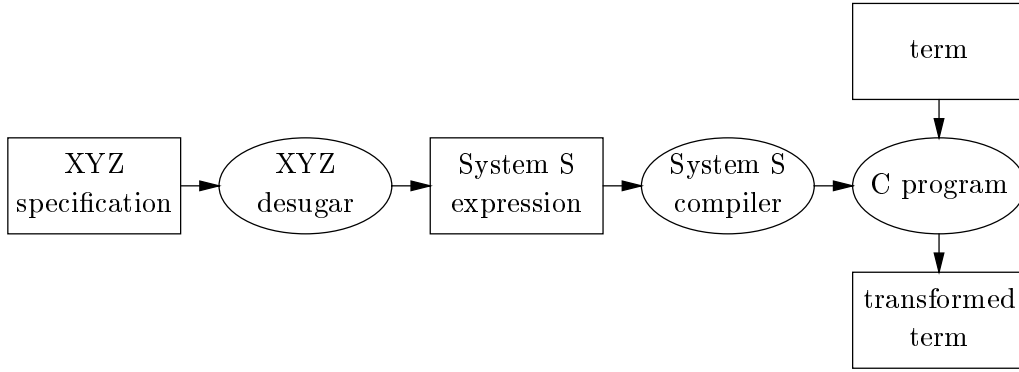 term
XYZ
specification
XYZ
desugar
System S
expression
System S
compiler
C program
transformed
term